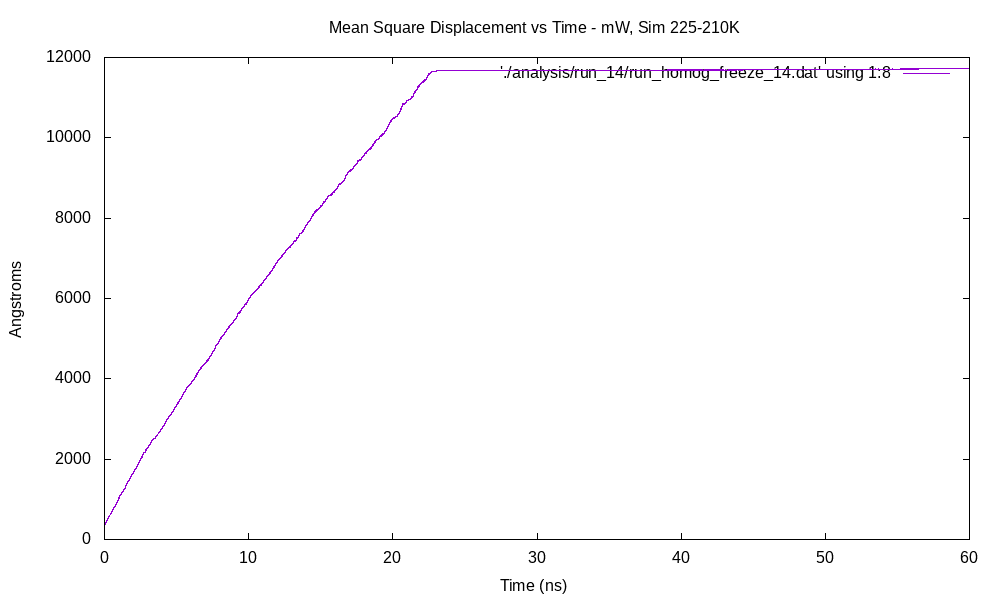 Mean Square Displacement vs Time - mW, Sim 225-210K
12000
'./analysis/run_14/run_homog_freeze_14.dat' using 1:8
10000
8000
6000
4000
2000
0
Angstroms
0 10 20 30 40 50 60
Time (ns)